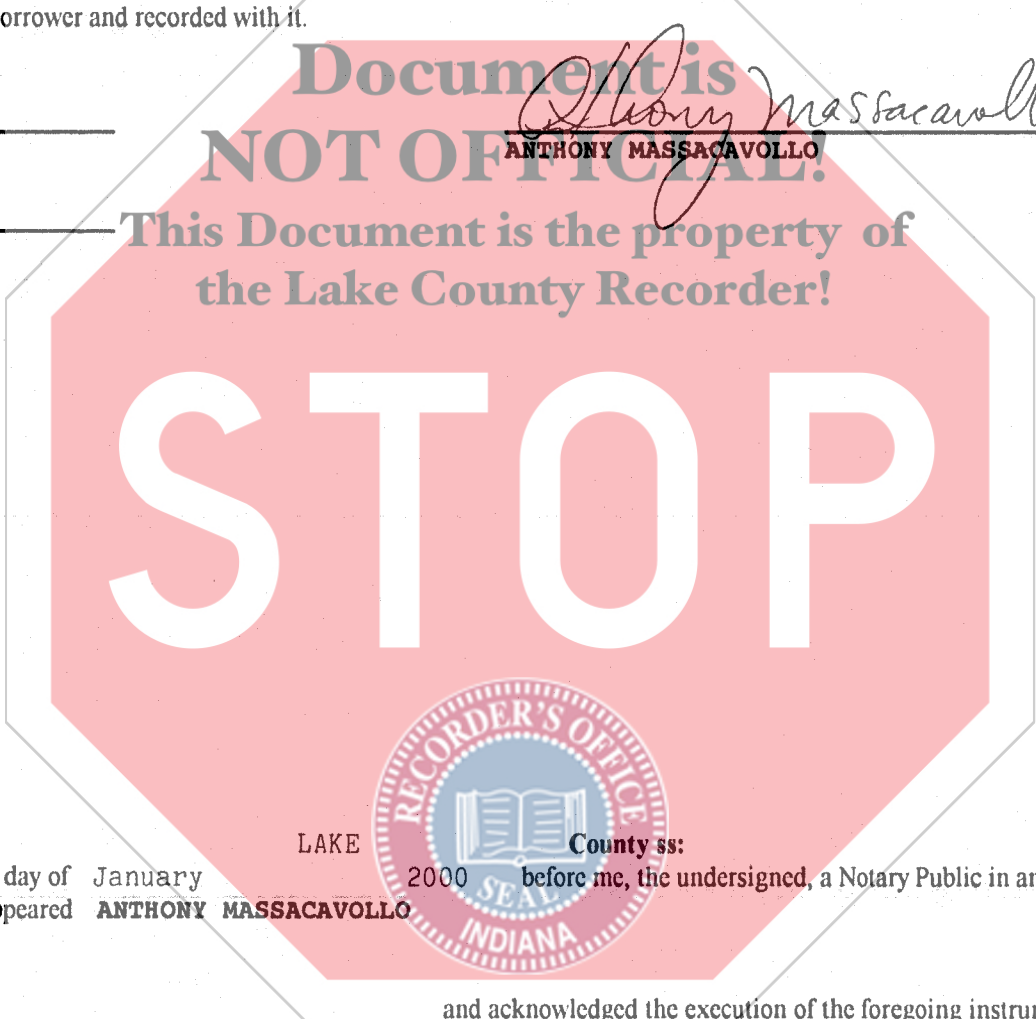 orrower and recorded with it.
Document is
Anthony Massacavoll
NOT OFFICIAL!
ANTHONY MASSACAVOLLO
This Document is the property of
the Lake County Recorder!
STOP
RECORDER'S OFFICE
LAKE County ss:
day of January 2000 before me, the undersigned, a Notary Public in an
peared ANTHONY MASSACAVOLLO
SEAL
INDIANA
and acknowledged the execution of the foregoing instru